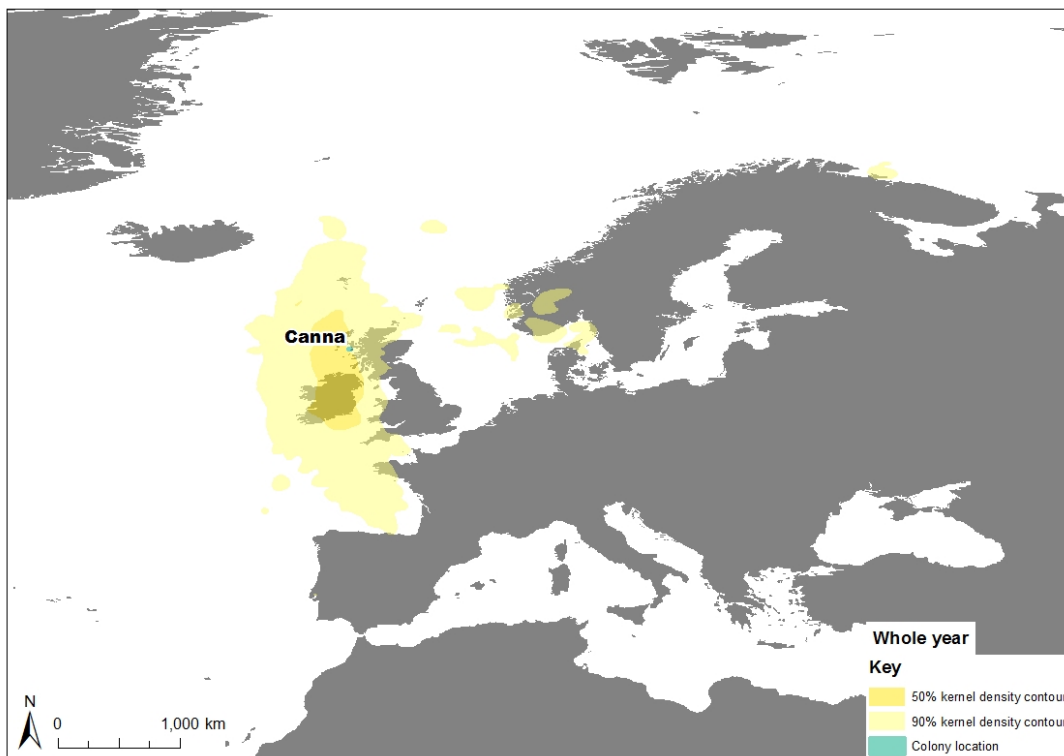 Canna
Whole year
Key
50% kernel density contour
90% kernel density contour
Colony location
N
0 1,000 km